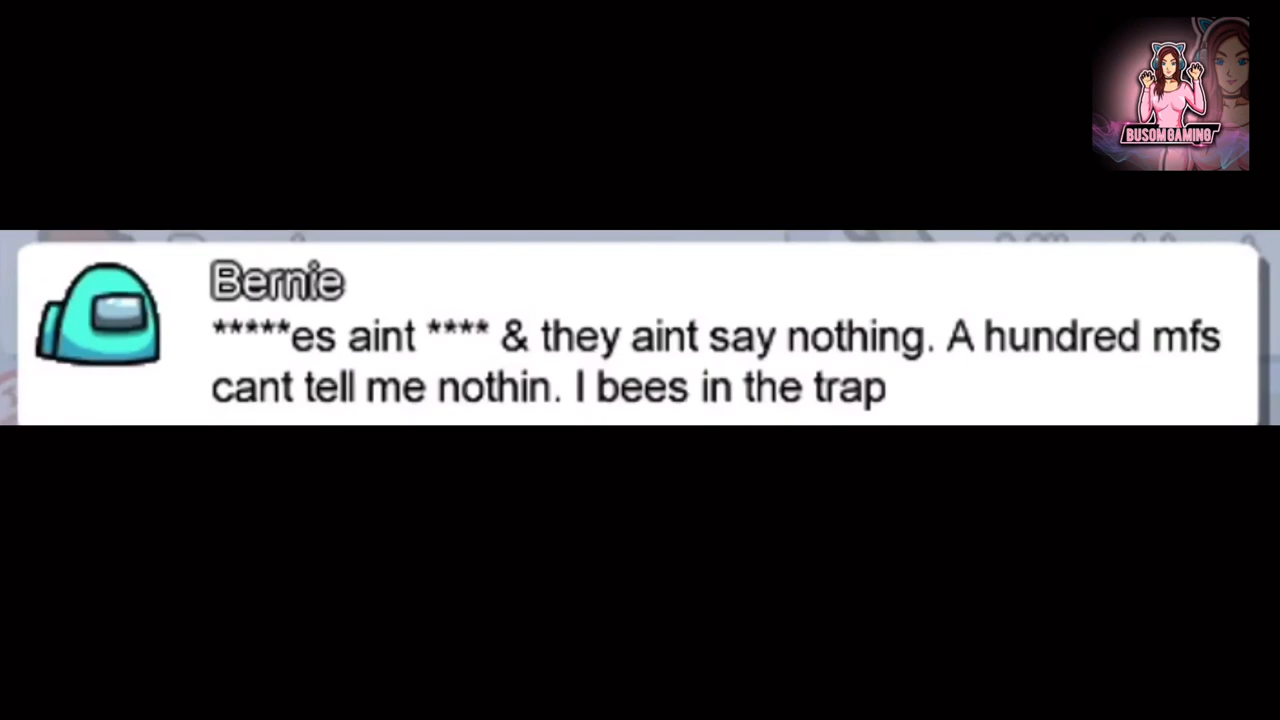 BUSOMGAMING
Bernie
*****es aint **** & they aint say nothing. A hundred mfs
cant tell me nothin. I bees in the trap